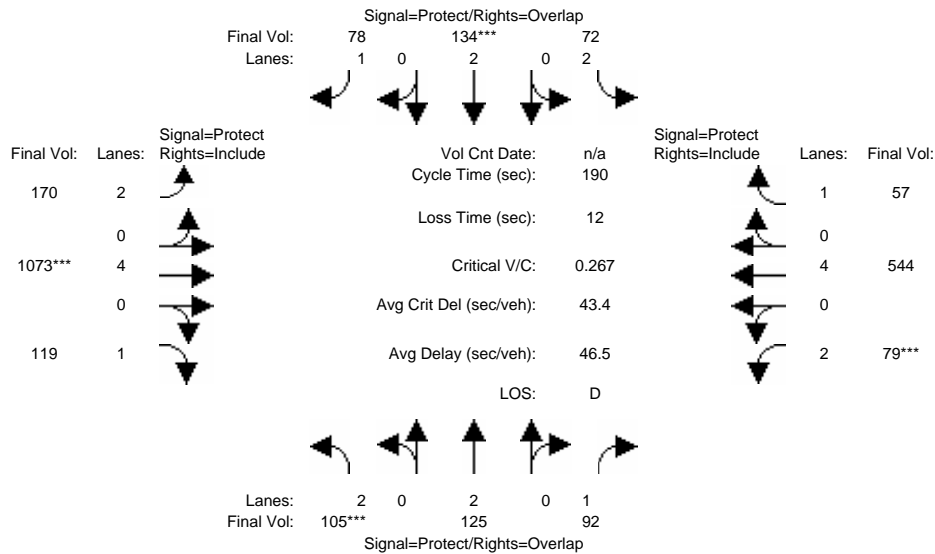 Signal=Protect/Rights=Overlap
Final Vol: 78 134*** 72
Lanes: 1 0 2 0 2
Signal=Protect
Final Vol: Lanes: Rights=Include
Vol Cnt Date: n/a
Signal=Protect
Rights=Include Lanes: Final Vol:
Cycle Time (sec): 190
170 2
1 57
Loss Time (sec): 12
0
0
1073*** 4
Critical V/C: 0.267
4 544
0
Avg Crit Del (sec/veh): 43.4
0
119 1
Avg Delay (sec/veh): 46.5
2 79***
LOS: D
Lanes: 2 0 2 0 1
Final Vol: 105*** 125 92
Signal=Protect/Rights=Overlap